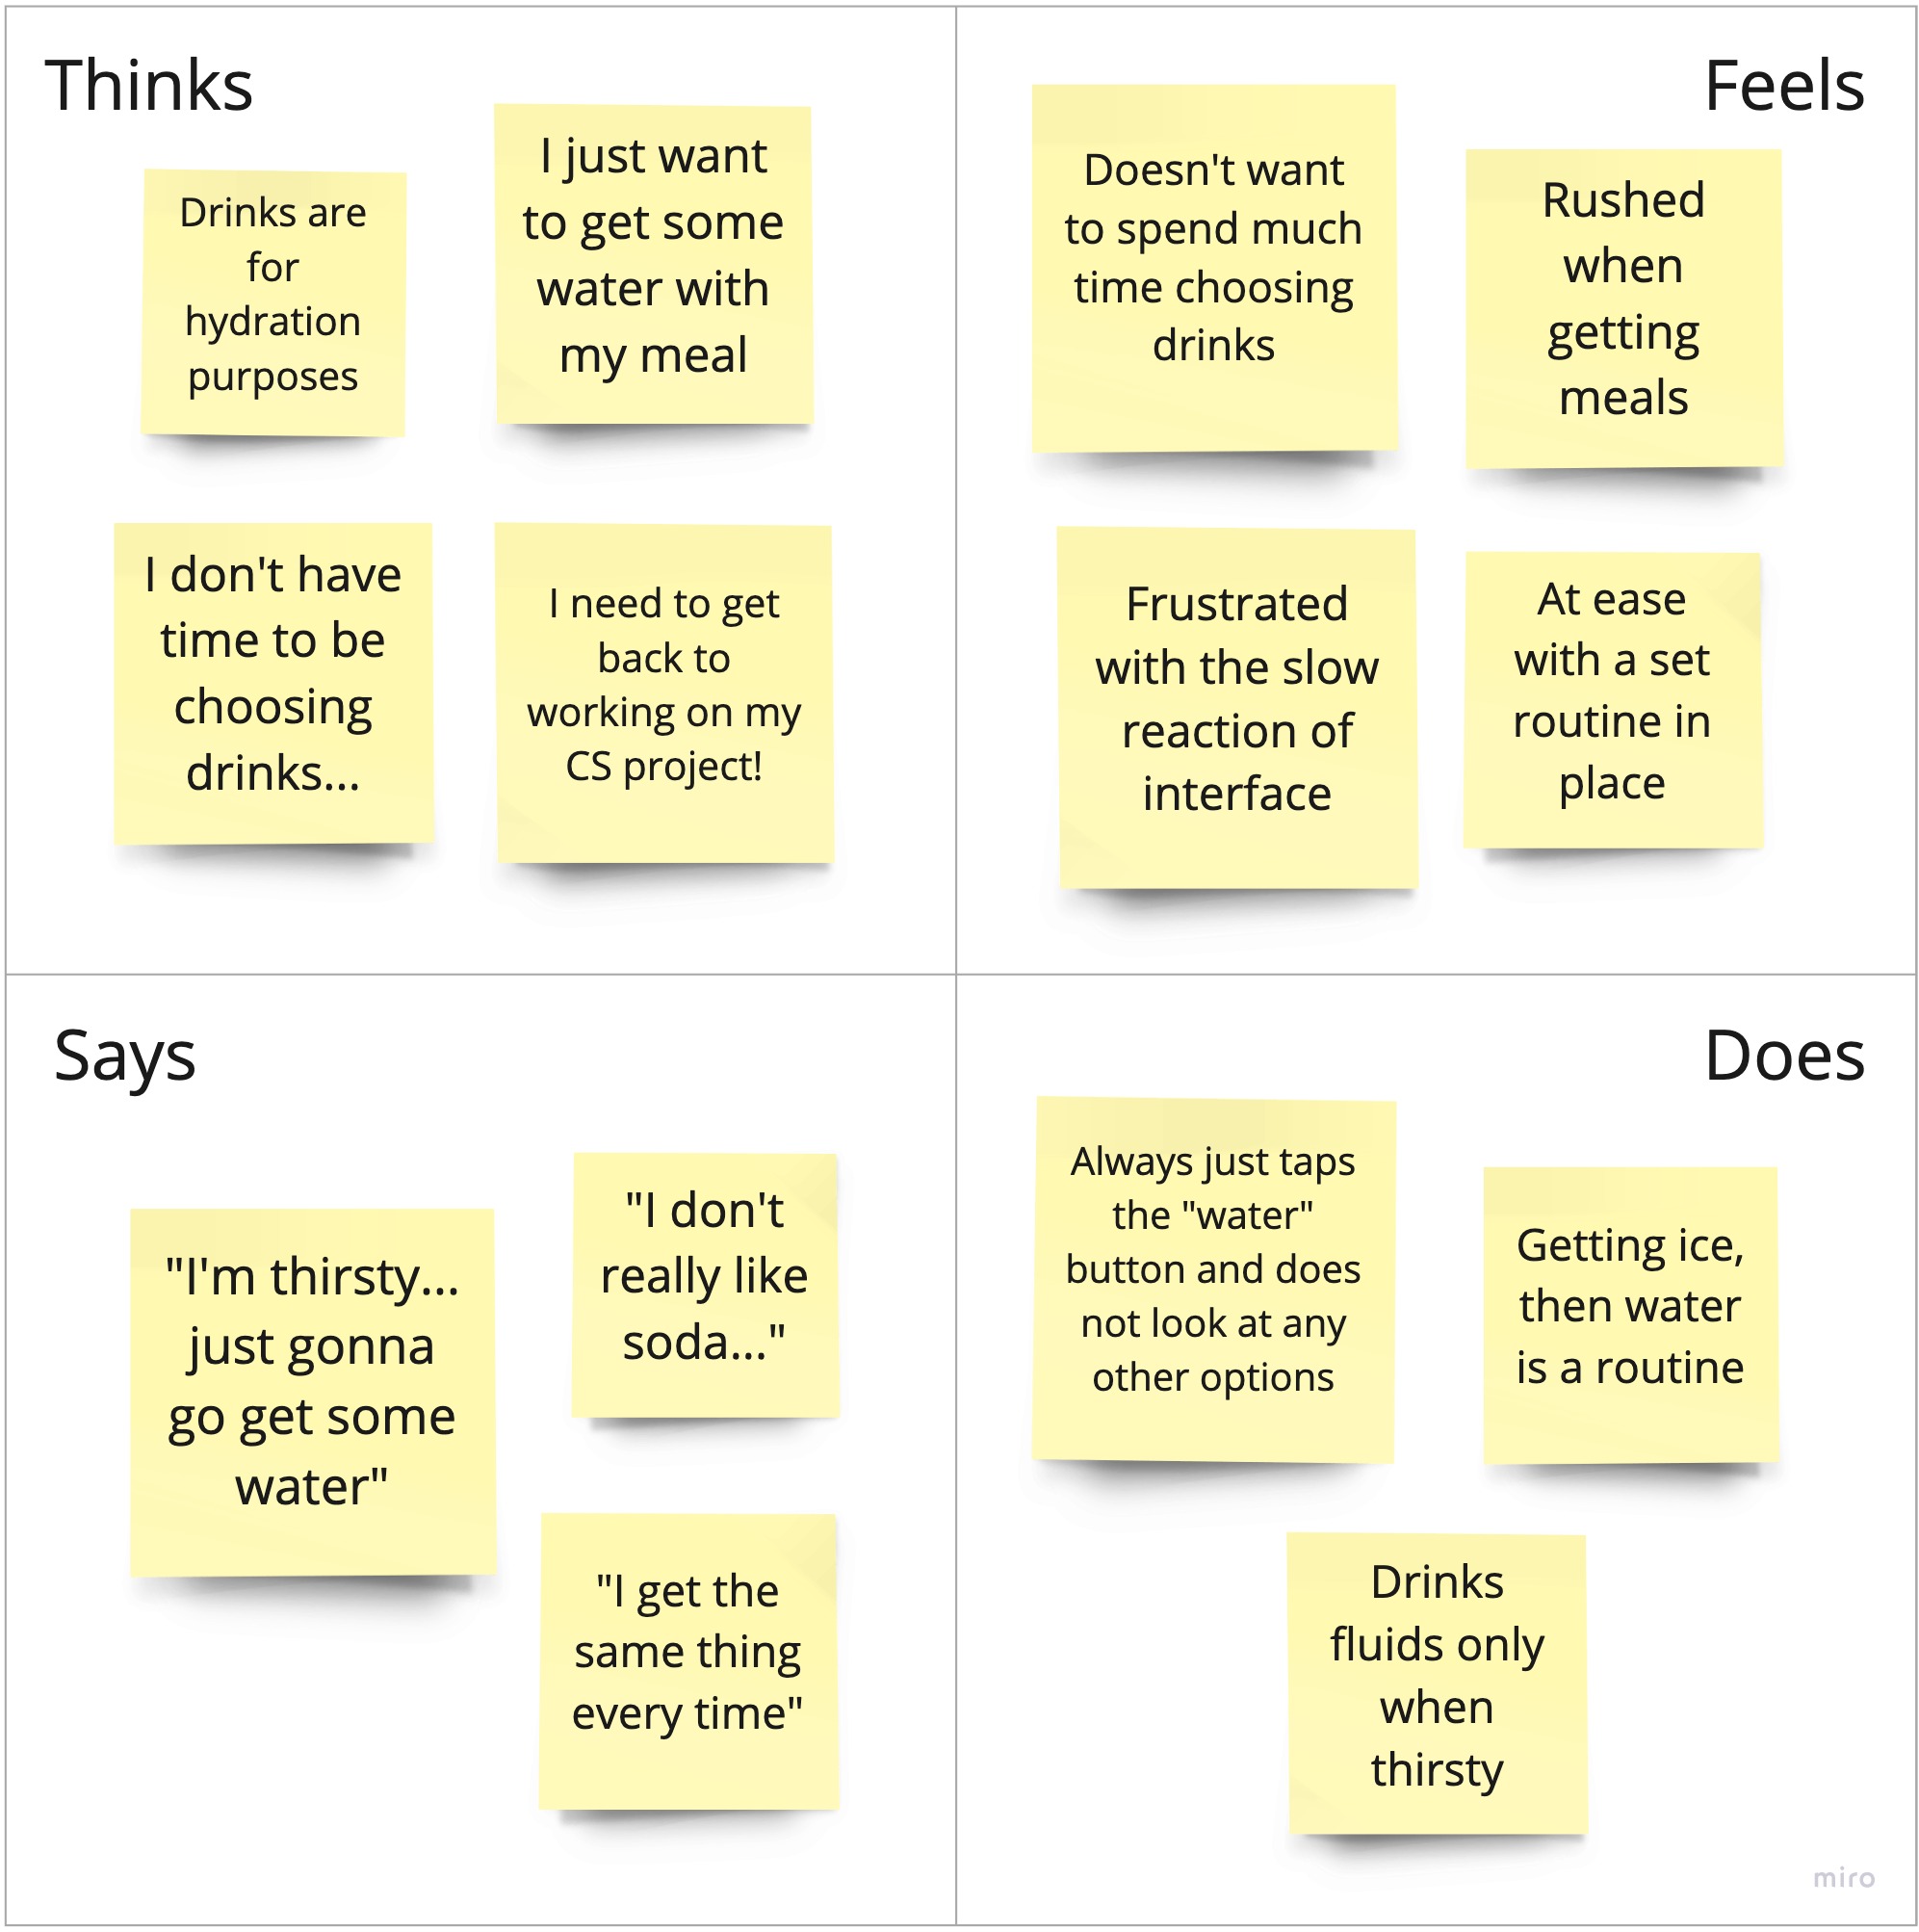 Thinks
Drinks are
for
hydration
purposes
I just want
to get some
water with
my meal
I don't have
time to be
choosing
drinks...
I need to get
back to
working on my
CS project!
Feels
Doesn't want
to spend much
time choosing
drinks
Rushed
when
getting
meals
Frustrated
with the slow
reaction of
interface
At ease
with a set
routine in
place
Says
"I'm thirsty...
just gonna
go get some
water"
"I don't
really like
soda..."
"I get the
same thing
every time"
Does
Always just taps
the "water"
button and does
not look at any
other options
Getting ice,
then water
is a routine
Drinks
fluids only
when
thirsty
miro